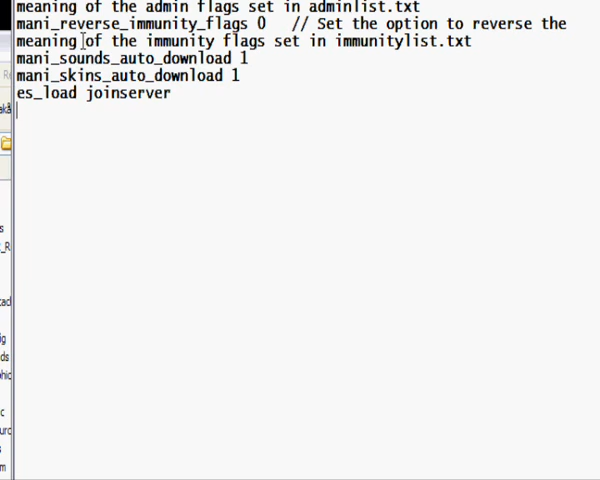 meaning of the admin flags set in adminlist.txt
mani_reverse_immunity_flags 0 // Set the option to reverse the
meaning of the immunity flags set in immunitylist.txt
mani_sounds_auto_download 1
mani_skins_auto_download 1
es_load joinserver